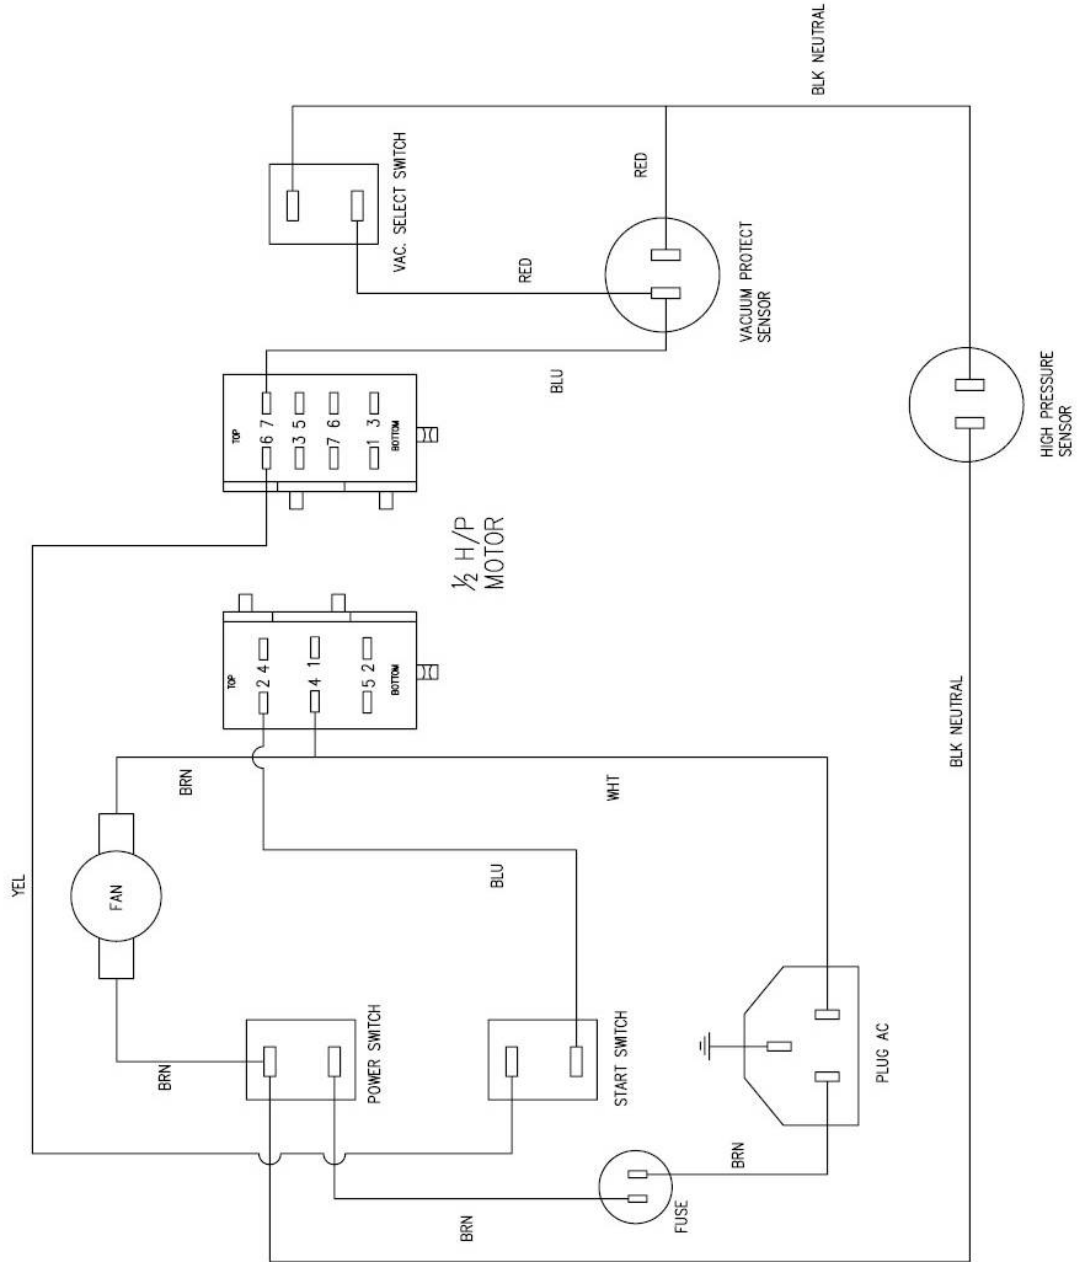 BLK NEUTRAL
VAC. SELECT SWITCH
RED
RED
VACUUM PROTECT
SENSOR
BLU
TOP
6 7
3 5
7 6
1 3
BOTTOM
HIGH PRESSURE
SENSOR
½ H/P
MOTOR
TOP
2 4
4 1
5 2
BOTTOM
BLK NEUTRAL
BRN
WHT
YEL
FAN
BLU
BRN
POWER SWITCH
START SWITCH
PLUG AC
BRN
BRN
FUSE